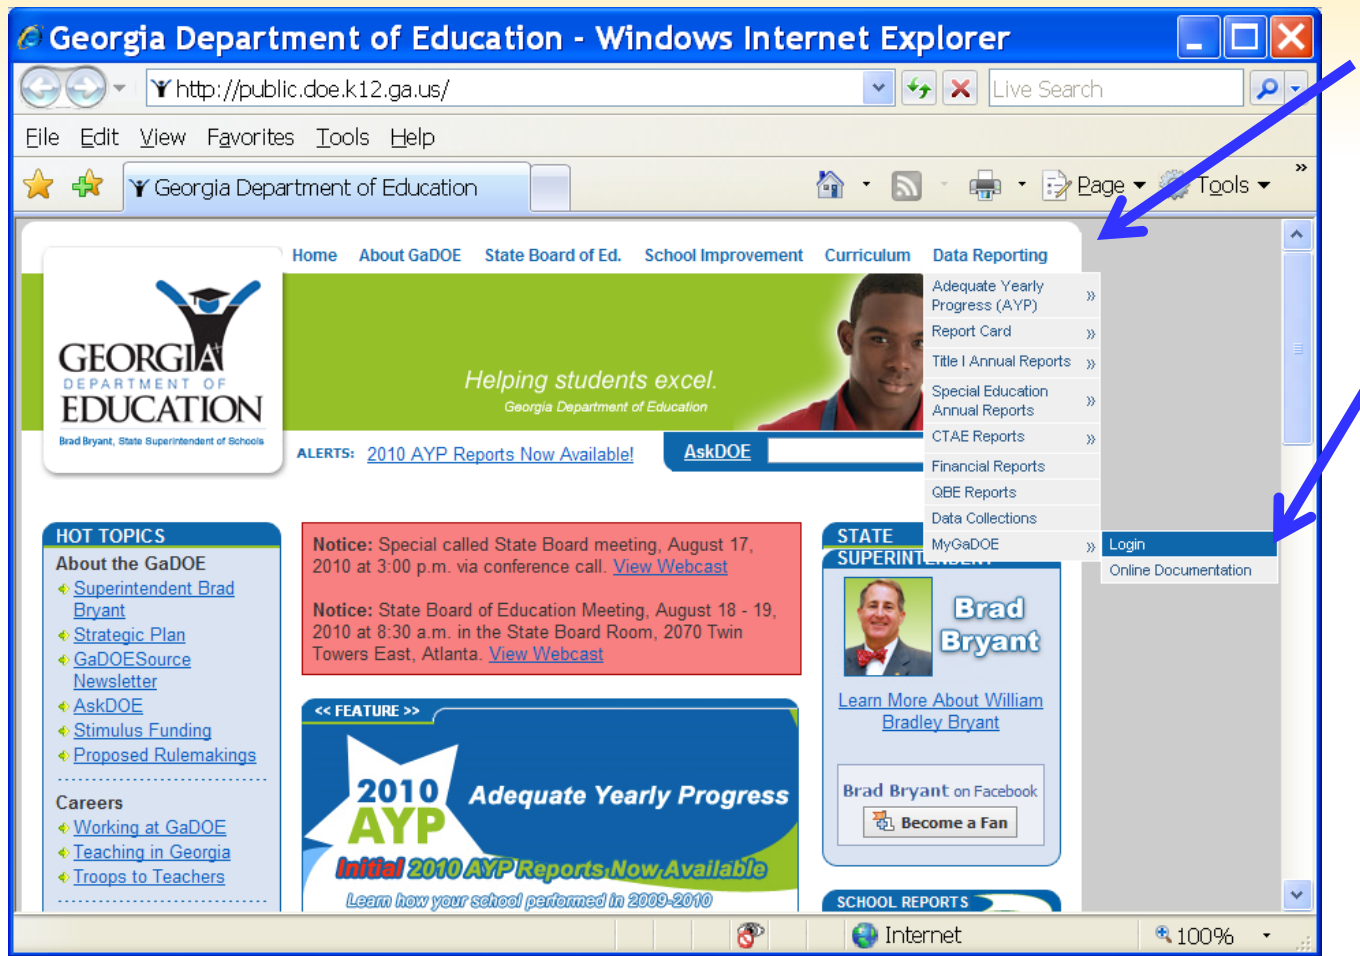 Georgia Department of Education - Windows Internet Explorer
http://public.doe.k12.ga.us/
Live Search
File Edit View Favorites Tools Help
Georgia Department of Education
Page Tools
Home About GaDOE State Board of Ed. School Improvement Curriculum Data Reporting
GEORGIA
DEPARTMENT OF
EDUCATION
Brad Bryant, State Superintendent of Schools
Helping students excel.
Georgia Department of Education
ALERTS: 2010 AYP Reports Now Available!
AskDOE
Adequate Yearly
Progress (AYP) »
Report Card »
Title I Annual Reports »
Special Education
Annual Reports »
CTAE Reports »
Financial Reports
QBE Reports
Data Collections
MyGaDOE »
Login
Online Documentation
HOT TOPICS
About the GaDOE
Superintendent Brad
Bryant
Strategic Plan
GaDOESource
Newsletter
AskDOE
Stimulus Funding
Proposed Rulemakings
Careers
Working at GaDOE
Teaching in Georgia
Troops to Teachers
Notice: Special called State Board meeting, August 17,
2010 at 3:00 p.m. via conference call. View Webcast
Notice: State Board of Education Meeting, August 18 - 19,
2010 at 8:30 a.m. in the State Board Room, 2070 Twin
Towers East, Atlanta. View Webcast
<< FEATURE >>
2010
AYP
Adequate Yearly Progress
Initial 2010 AYP Reports Now Available
Learn how your school performed in 2009-2010
STATE
SUPERINTENDENT
Brad
Bryant
Learn More About William
Bradley Bryant
Brad Bryant on Facebook
Become a Fan
SCHOOL REPORTS
Internet
100%